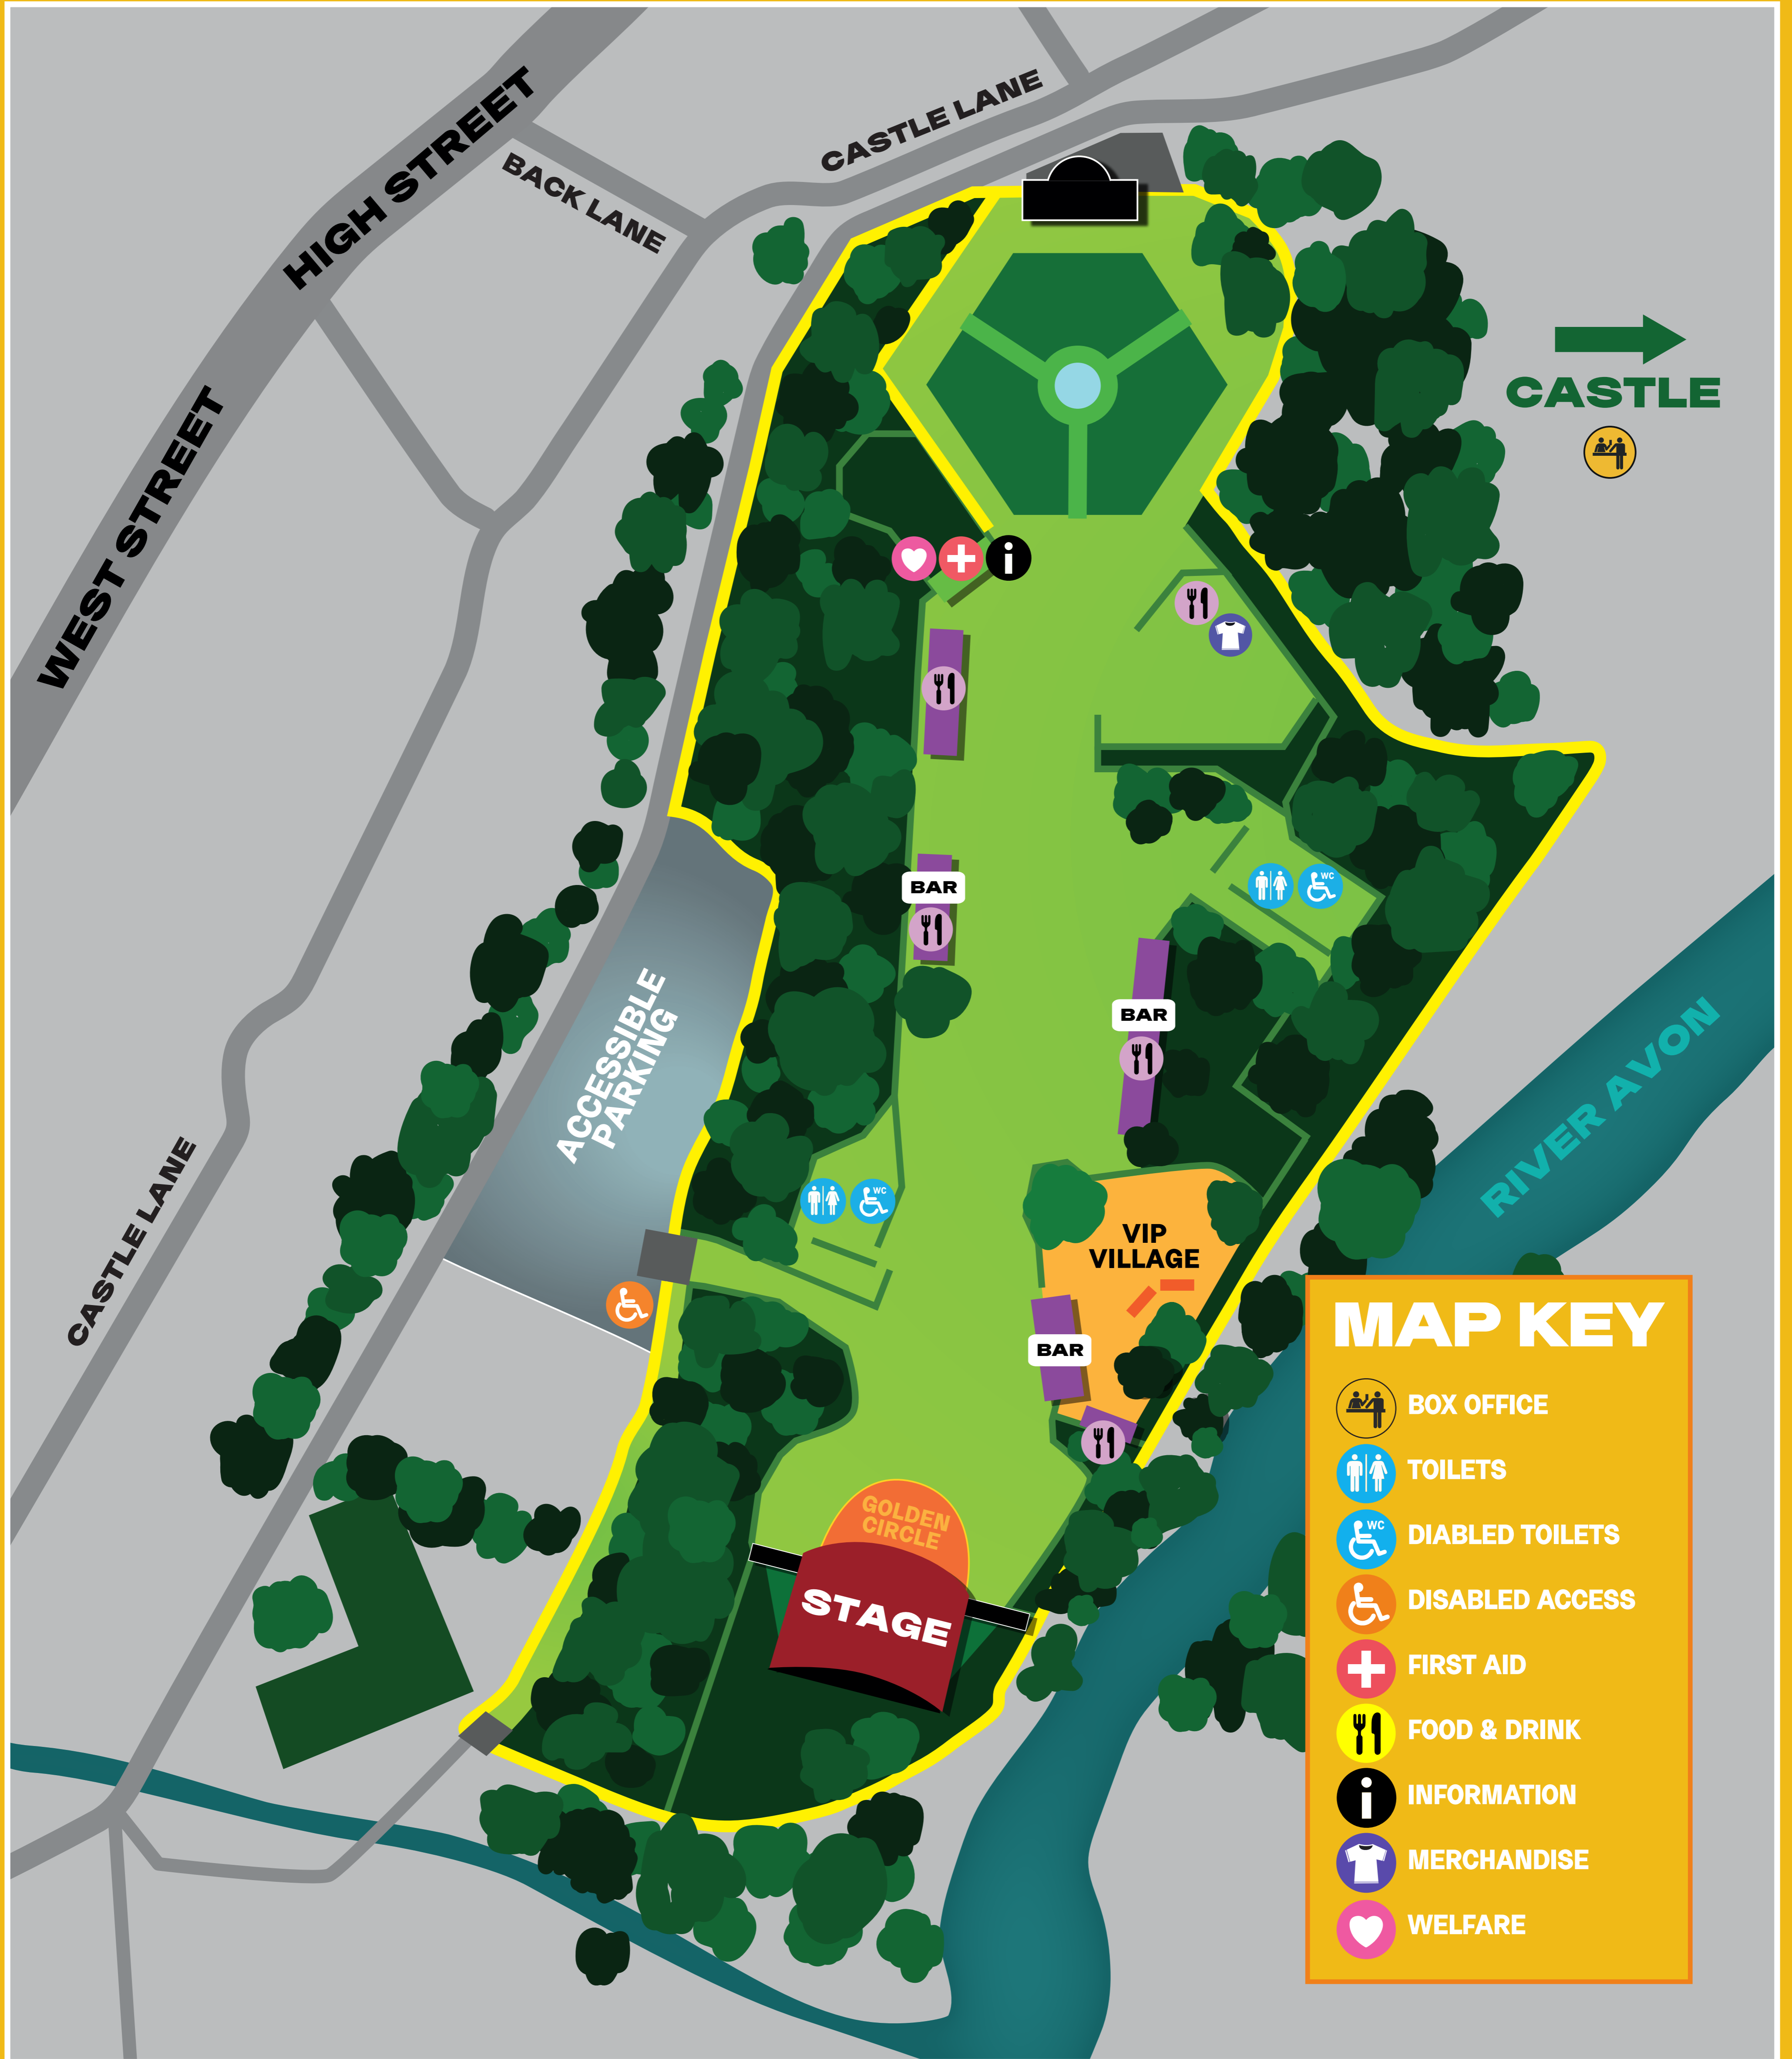 HIGH STREET
WEST STREET
BACK LANE
CASTLE LANE
CASTLE
BAR
WC
BAR
ACCESSIBLE
PARKING
RIVER AVON
CASTLE LANE
WC
VIP
VILLAGE
BAR
GOLDEN
CIRCLE
STAGE
MAP KEY
BOX OFFICE
TOILETS
WC
DIABLED TOILETS
DISABLED ACCESS
FIRST AID
FOOD & DRINK
i
INFORMATION
MERCHANDISE
WELFARE